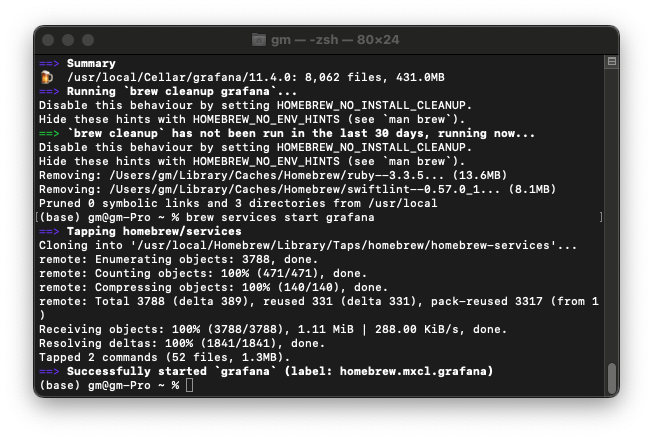 gm — -zsh — 80×24
==> Summary
🍺  /usr/local/Cellar/grafana/11.4.0: 8,062 files, 431.0MB
==> Running `brew cleanup grafana`...
Disable this behaviour by setting HOMEBREW_NO_INSTALL_CLEANUP.
Hide these hints with HOMEBREW_NO_ENV_HINTS (see `man brew`).
==> `brew cleanup` has not been run in the last 30 days, running now...
Disable this behaviour by setting HOMEBREW_NO_INSTALL_CLEANUP.
Hide these hints with HOMEBREW_NO_ENV_HINTS (see `man brew`).
Removing: /Users/gm/Library/Caches/Homebrew/ruby--3.3.5... (13.6MB)
Removing: /Users/gm/Library/Caches/Homebrew/swiftlint--0.57.0_1... (8.1MB)
Pruned 0 symbolic links and 3 directories from /usr/local
[(base) gm@gm-Pro ~ % brew services start grafana ]
==> Tapping homebrew/services
Cloning into '/usr/local/Homebrew/Library/Taps/homebrew/homebrew-services'...
remote: Enumerating objects: 3788, done.
remote: Counting objects: 100% (471/471), done.
remote: Compressing objects: 100% (140/140), done.
remote: Total 3788 (delta 389), reused 331 (delta 331), pack-reused 3317 (from 1
)
Receiving objects: 100% (3788/3788), 1.11 MiB | 288.00 KiB/s, done.
Resolving deltas: 100% (1841/1841), done.
Tapped 2 commands (52 files, 1.3MB).
==> Successfully started `grafana` (label: homebrew.mxcl.grafana)
(base) gm@gm-Pro ~ %